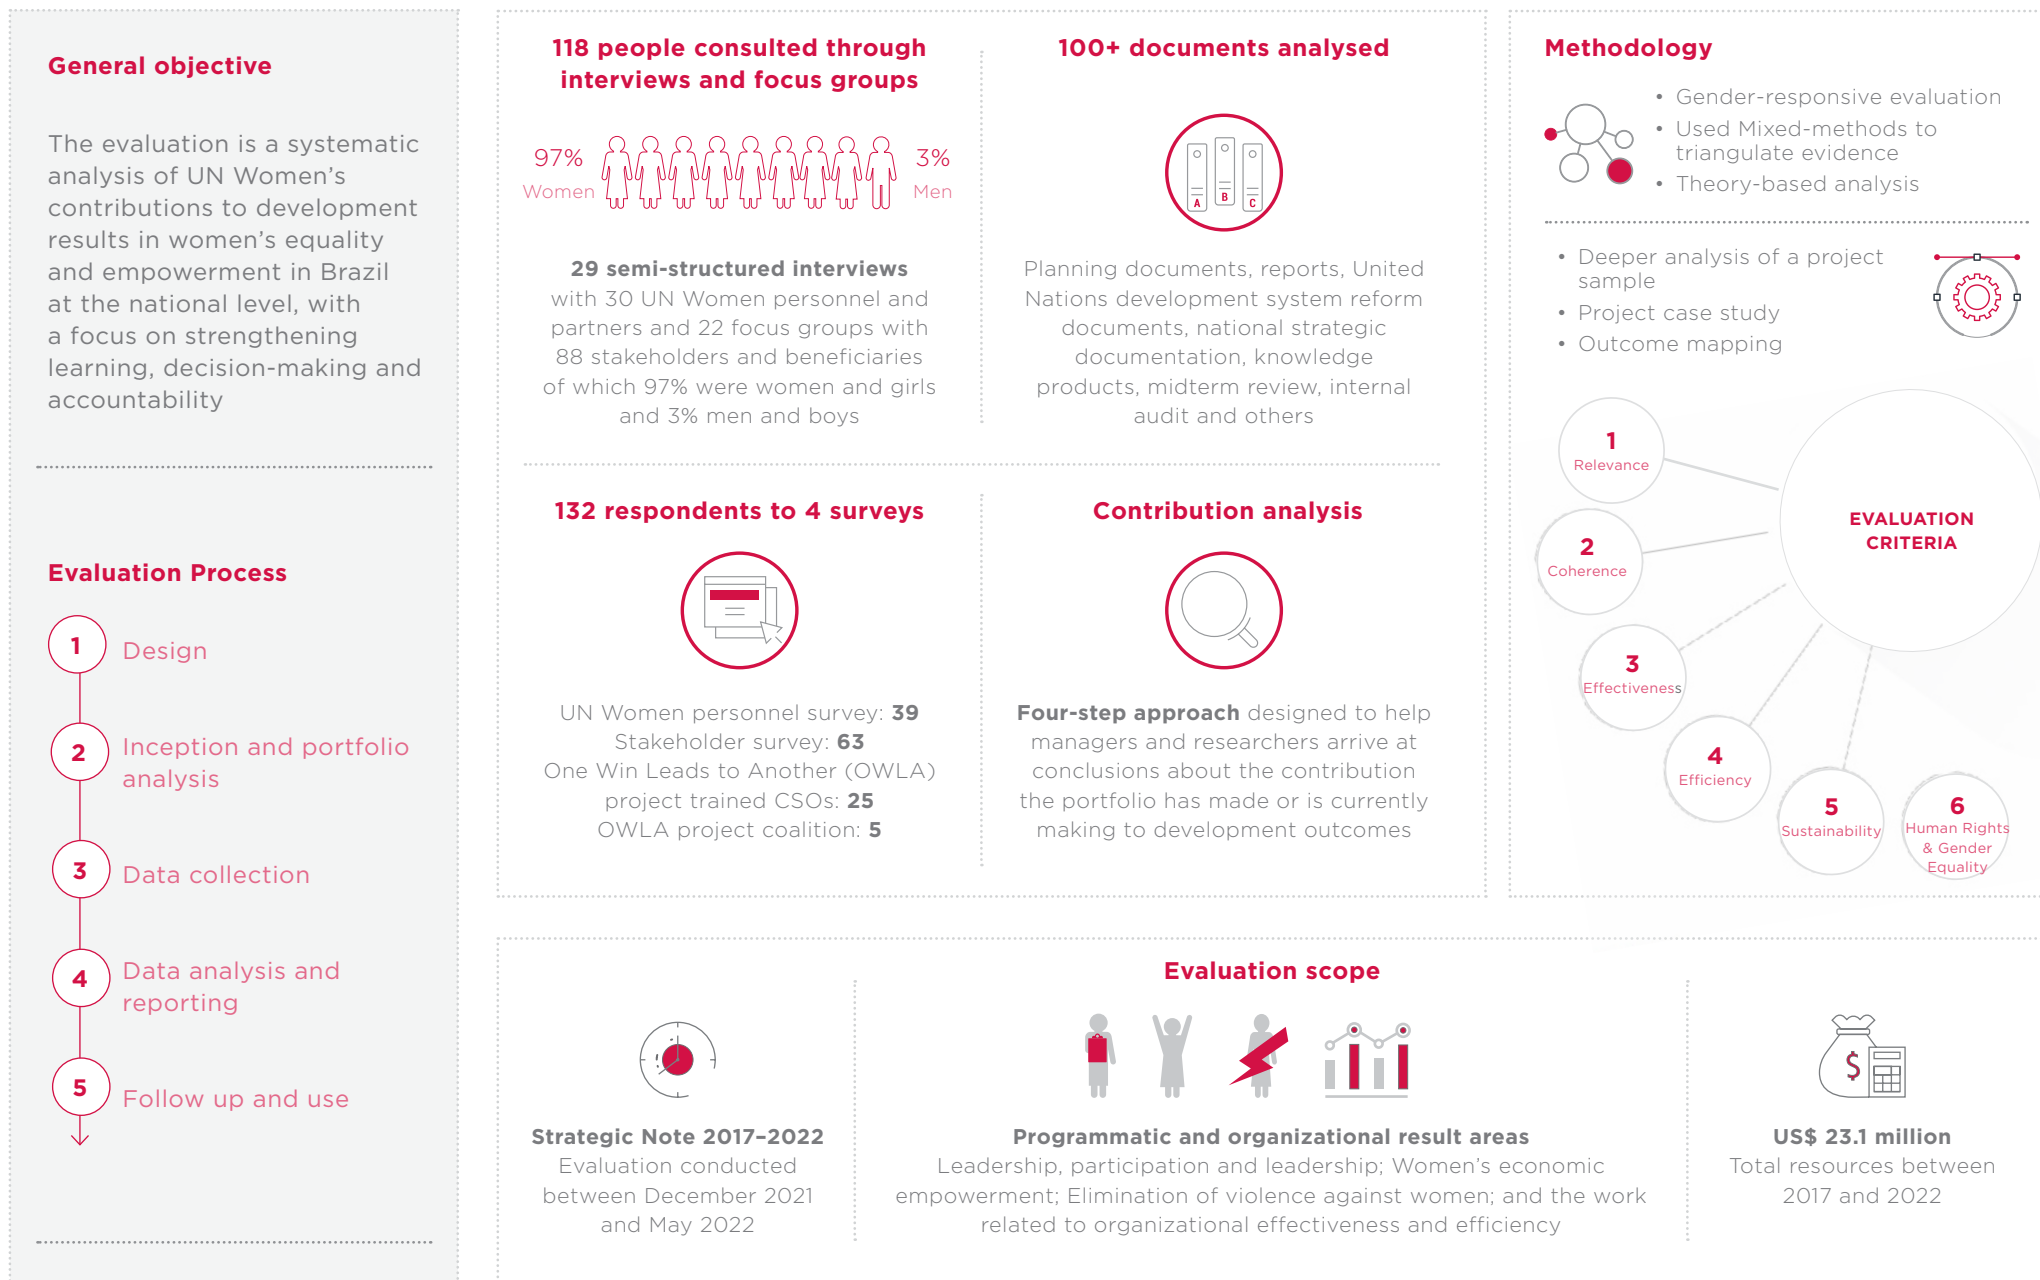 General objective
The evaluation is a systematic
analysis of UN Women's
contributions to development
results in women's equality
and empowerment in Brazil
at the national level, with
a focus on strengthening
learning, decision-making and
accountability
Evaluation Process
1
Design
2
Inception and portfolio
analysis
3
Data collection
4
Data analysis and
reporting
5
Follow up and use
118 people consulted through
interviews and focus groups
97%
Women
3%
Men
29 semi-structured interviews
with 30 UN Women personnel and
partners and 22 focus groups with
88 stakeholders and beneficiaries
of which 97% were women and girls
and 3% men and boys
100+ documents analysed
A
B
C
Planning documents, reports, United
Nations development system reform
documents, national strategic
documentation, knowledge
products, midterm review, internal
audit and others
132 respondents to 4 surveys
UN Women personnel survey: 39
Stakeholder survey: 63
One Win Leads to Another (OWLA)
project trained CSOs: 25
OWLA project coalition: 5
Contribution analysis
Four-step approach designed to help
managers and researchers arrive at
conclusions about the contribution
the portfolio has made or is currently
making to development outcomes
Methodology
• Gender-responsive evaluation
• Used Mixed-methods to
triangulate evidence
• Theory-based analysis
• Deeper analysis of a project
sample
• Project case study
• Outcome mapping
EVALUATION
CRITERIA
1
Relevance
2
Coherence
3
Effectiveness
4
Efficiency
5
Sustainability
6
Human Rights
& Gender
Equality
Evaluation scope
Strategic Note 2017–2022
Evaluation conducted
between December 2021
and May 2022
Programmatic and organizational result areas
Leadership, participation and leadership; Women's economic
empowerment; Elimination of violence against women; and the work
related to organizational effectiveness and efficiency
$
US$ 23.1 million
Total resources between
2017 and 2022